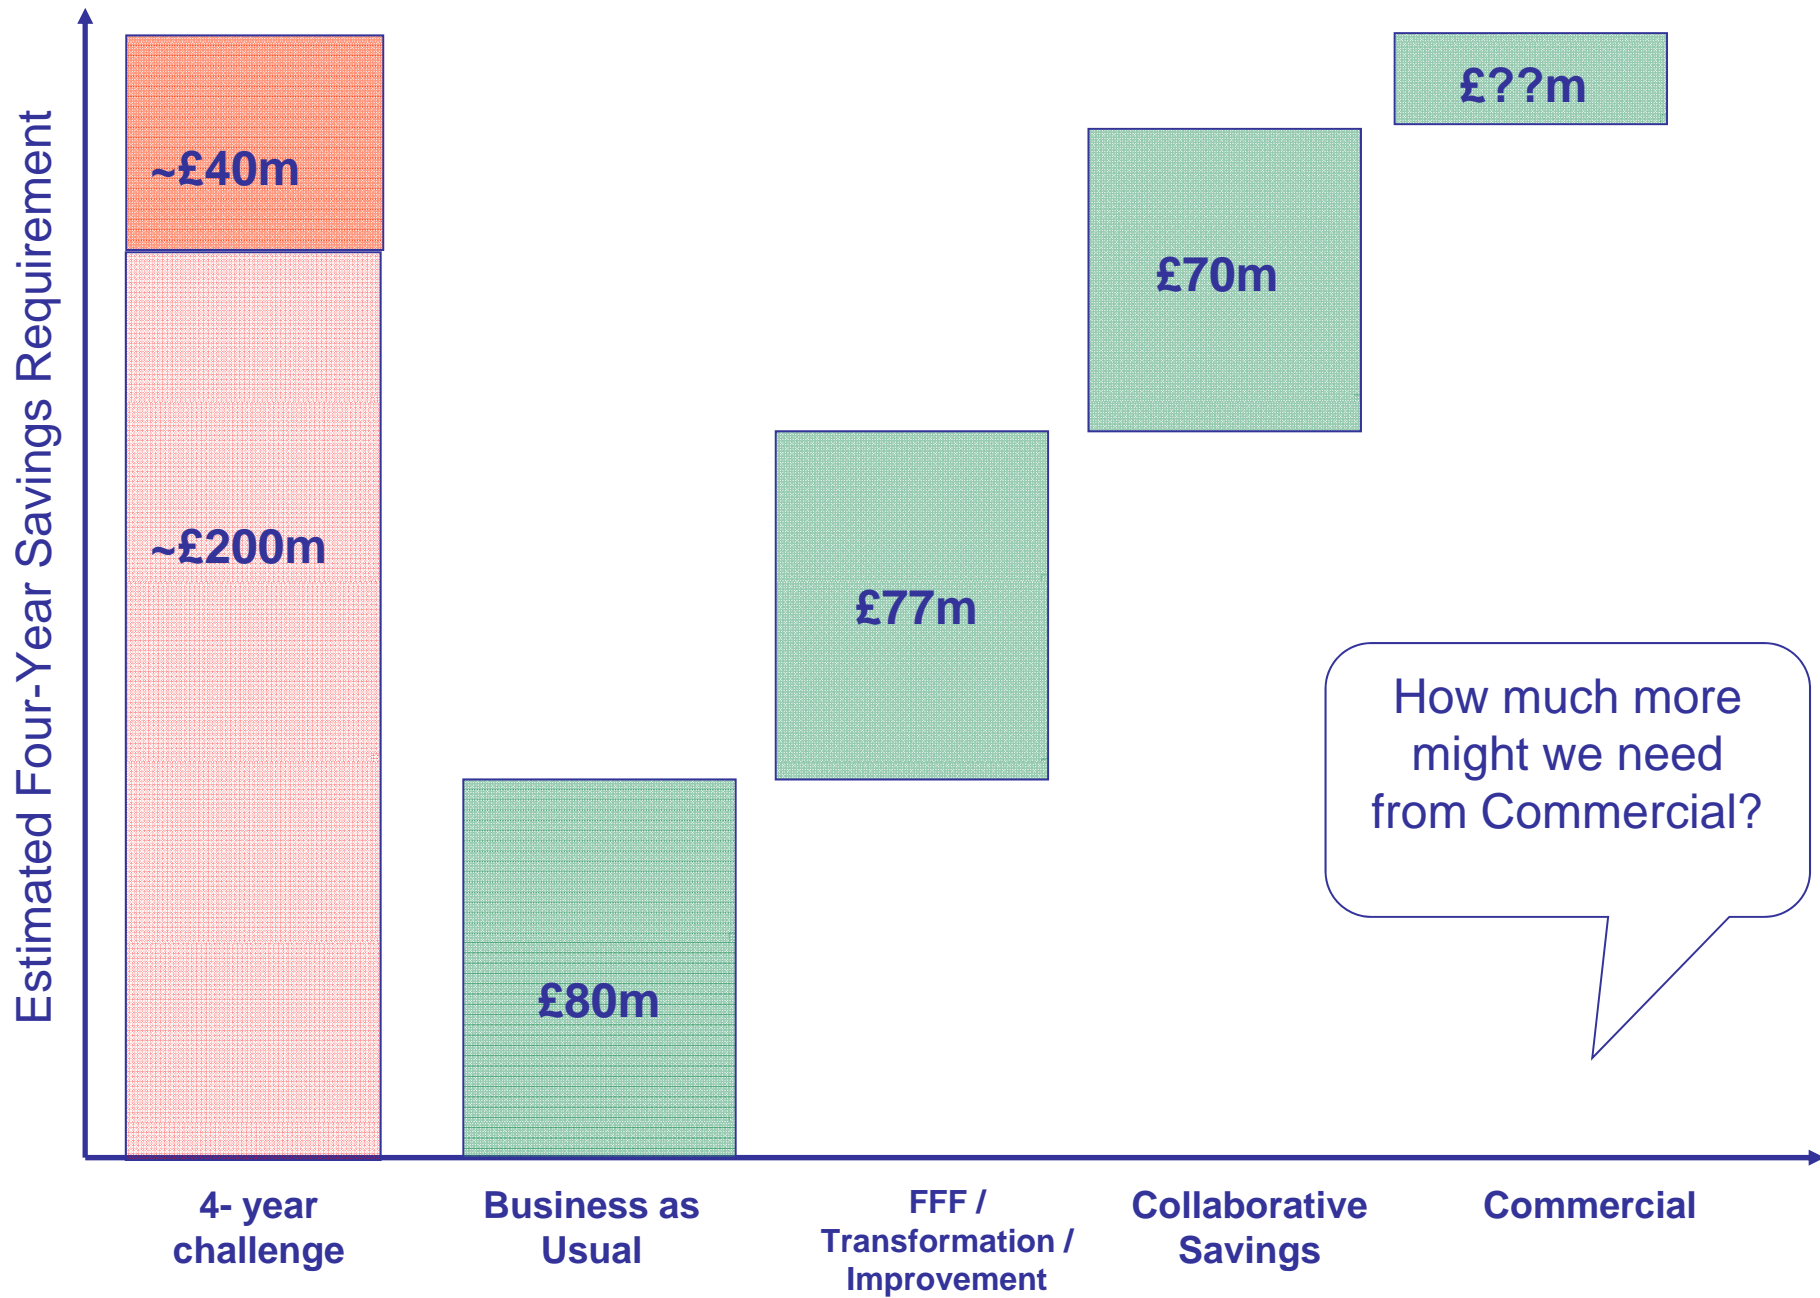 Estimated Four-Year Savings Requirement
~£40m
~£200m
£80m
£77m
£70m
£??m
How much more
might we need
from Commercial?
4- year
challenge
Business as
Usual
FFF /
Transformation /
Improvement
Collaborative
Savings
Commercial